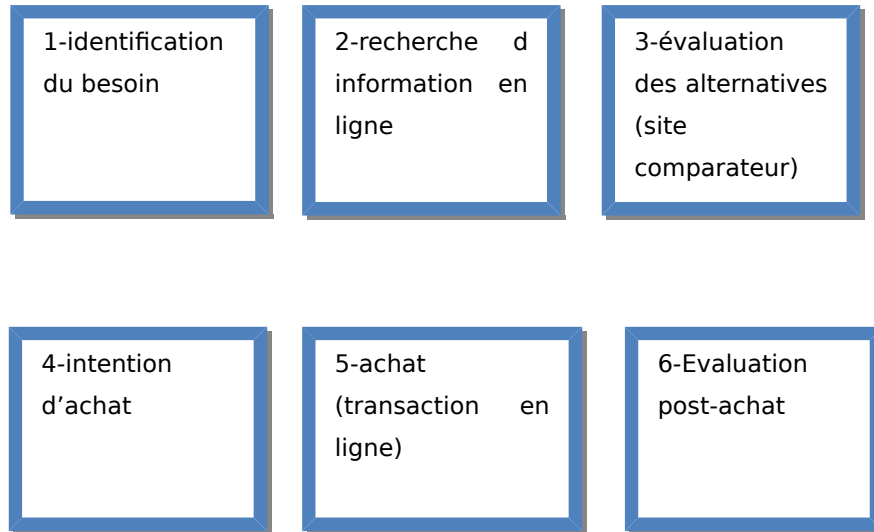 1-identification
du besoin
2-recherche d
information en
ligne
3-évaluation
des alternatives
(site
comparateur)
4-intention
d’achat
5-achat
(transaction en
ligne)
6-Evaluation
post-achat